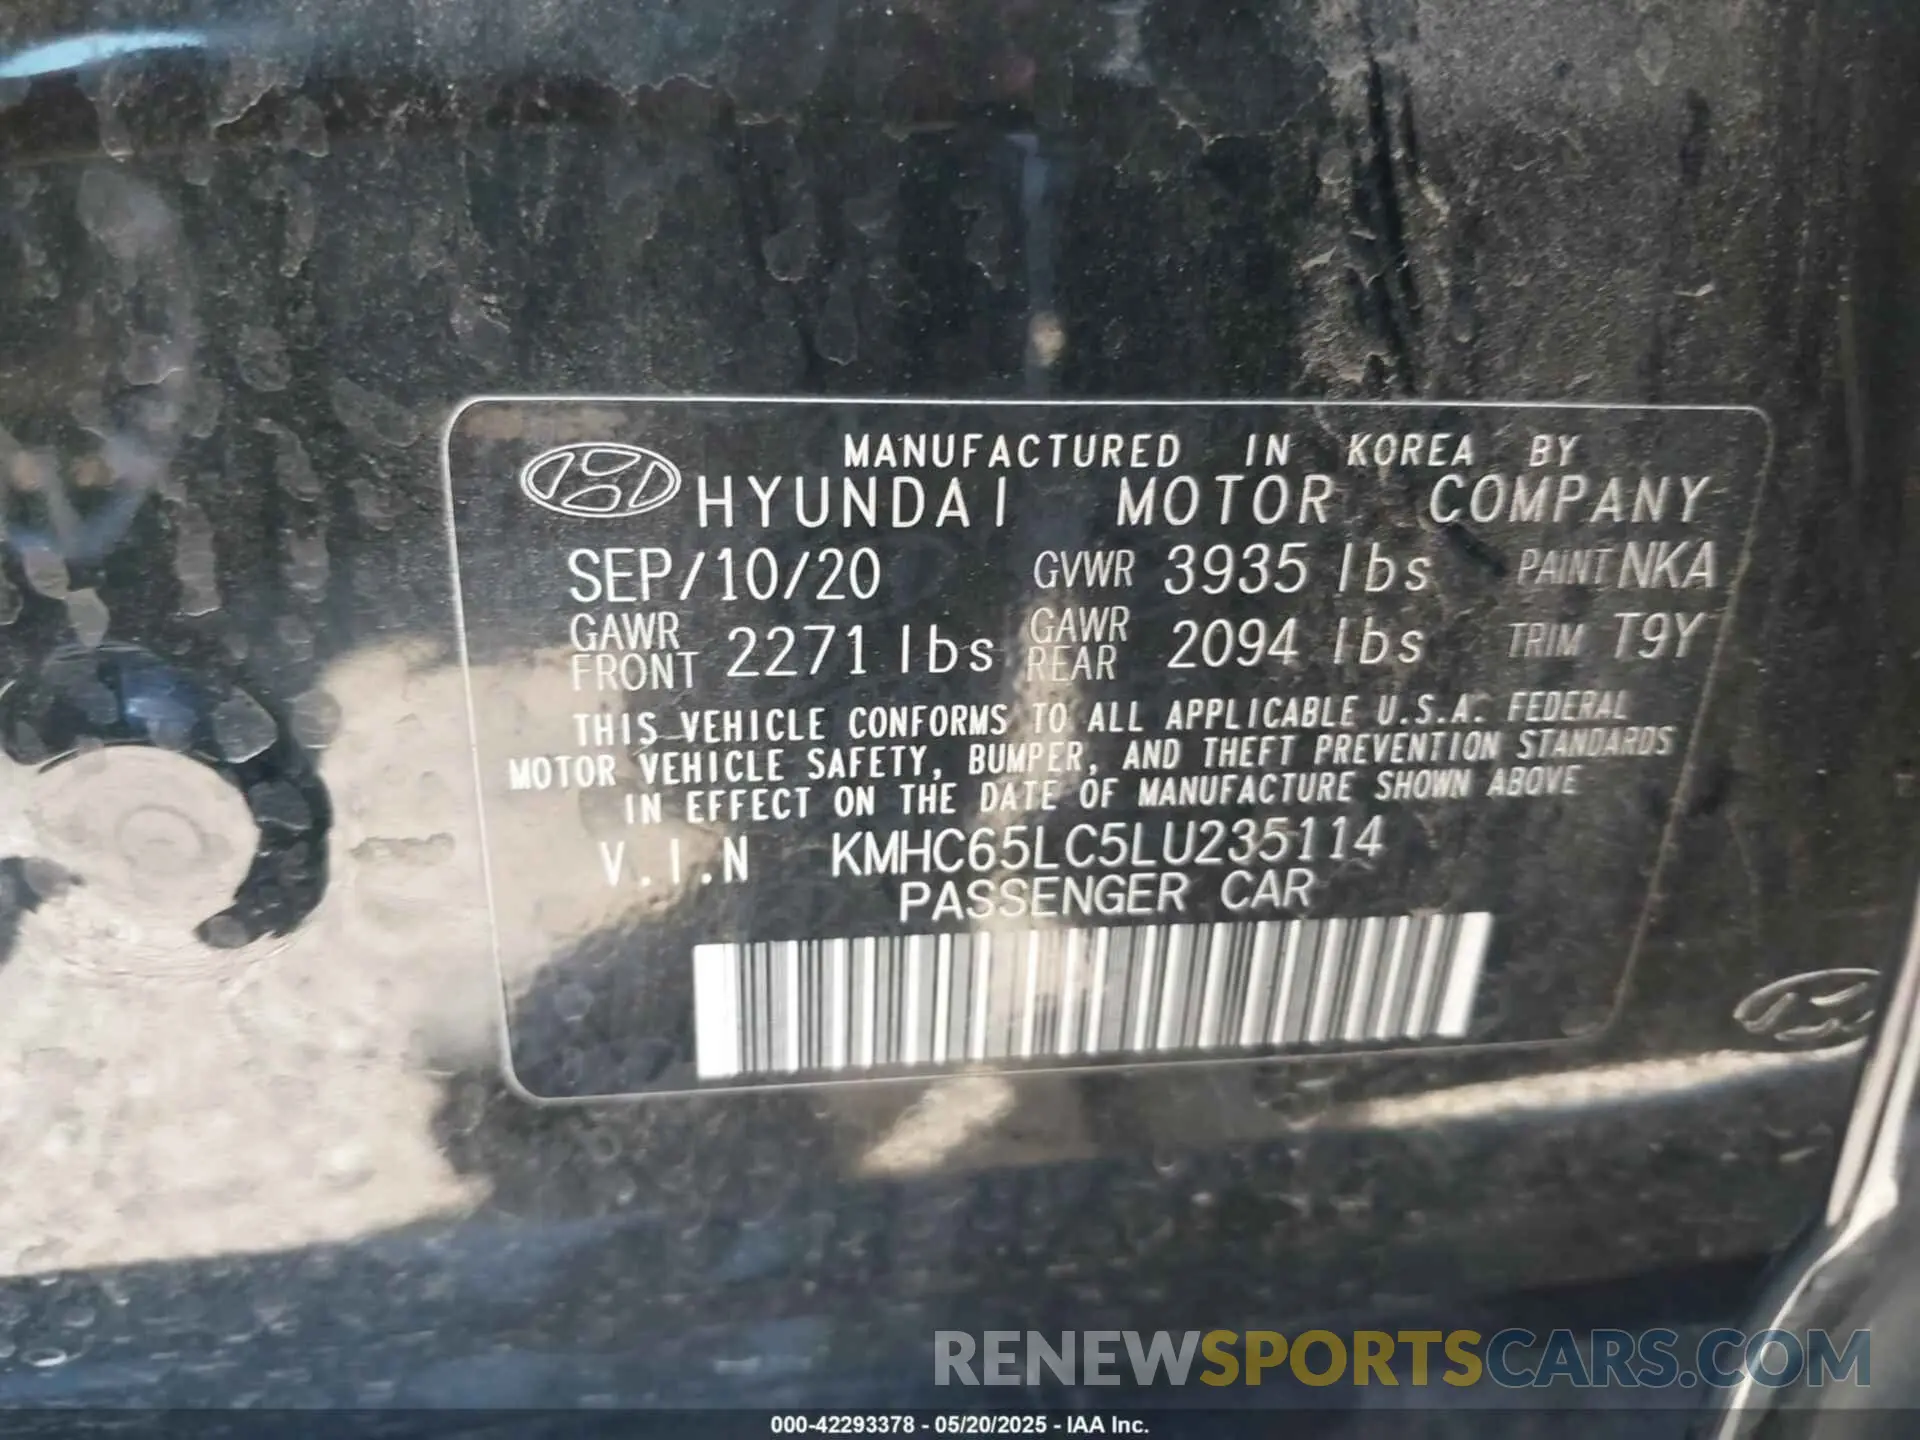 MANUFACTURED IN KOREA BY
HYUNDAI MOTOR COMPANY
SEP/10/20 GVWR 3935 lbs PAINT NKA
GAWR FRONT 2271 lbs GAWR REAR 2094 lbs TRIM T9Y
THIS VEHICLE CONFORMS TO ALL APPLICABLE U.S.A. FEDERAL
MOTOR VEHICLE SAFETY, BUMPER, AND THEFT PREVENTION STANDARDS
IN EFFECT ON THE DATE OF MANUFACTURE SHOWN ABOVE
V.I.N KMHC65LC5LU235114
PASSENGER CAR
RENEWSPORTSCARS.COM
000-42293378 - 05/20/2025 - IAA Inc.